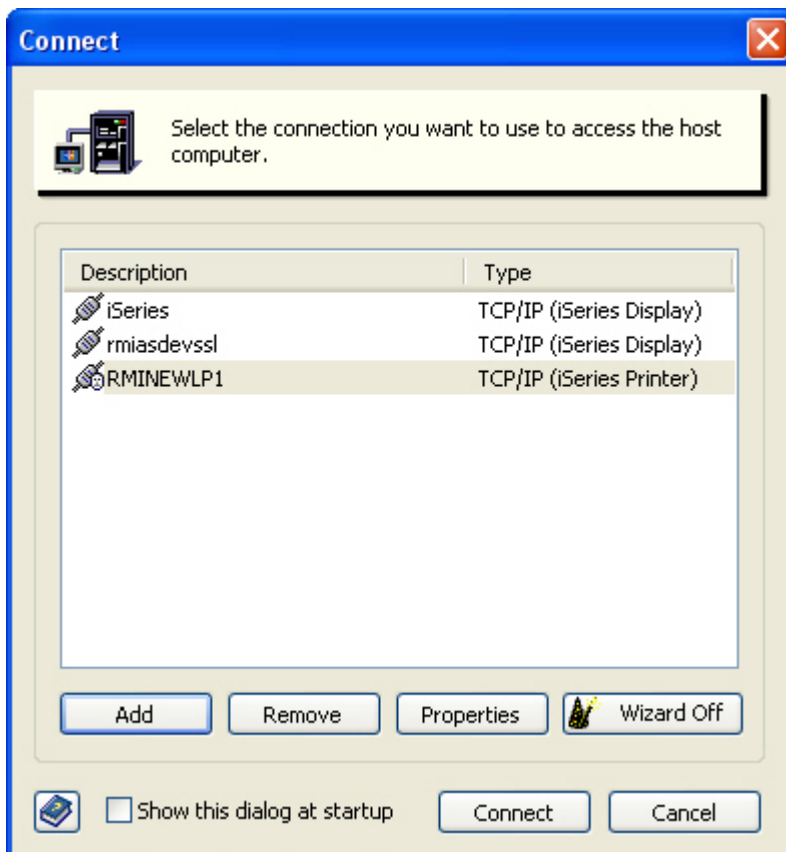 Connect
Select the connection you want to use to access the host
computer.
Description Type
iSeries TCP/IP (iSeries Display)
rmiasdevssl TCP/IP (iSeries Display)
RMINEWLP1 TCP/IP (iSeries Printer)
Add Remove Properties Wizard Off
Show this dialog at startup Connect Cancel